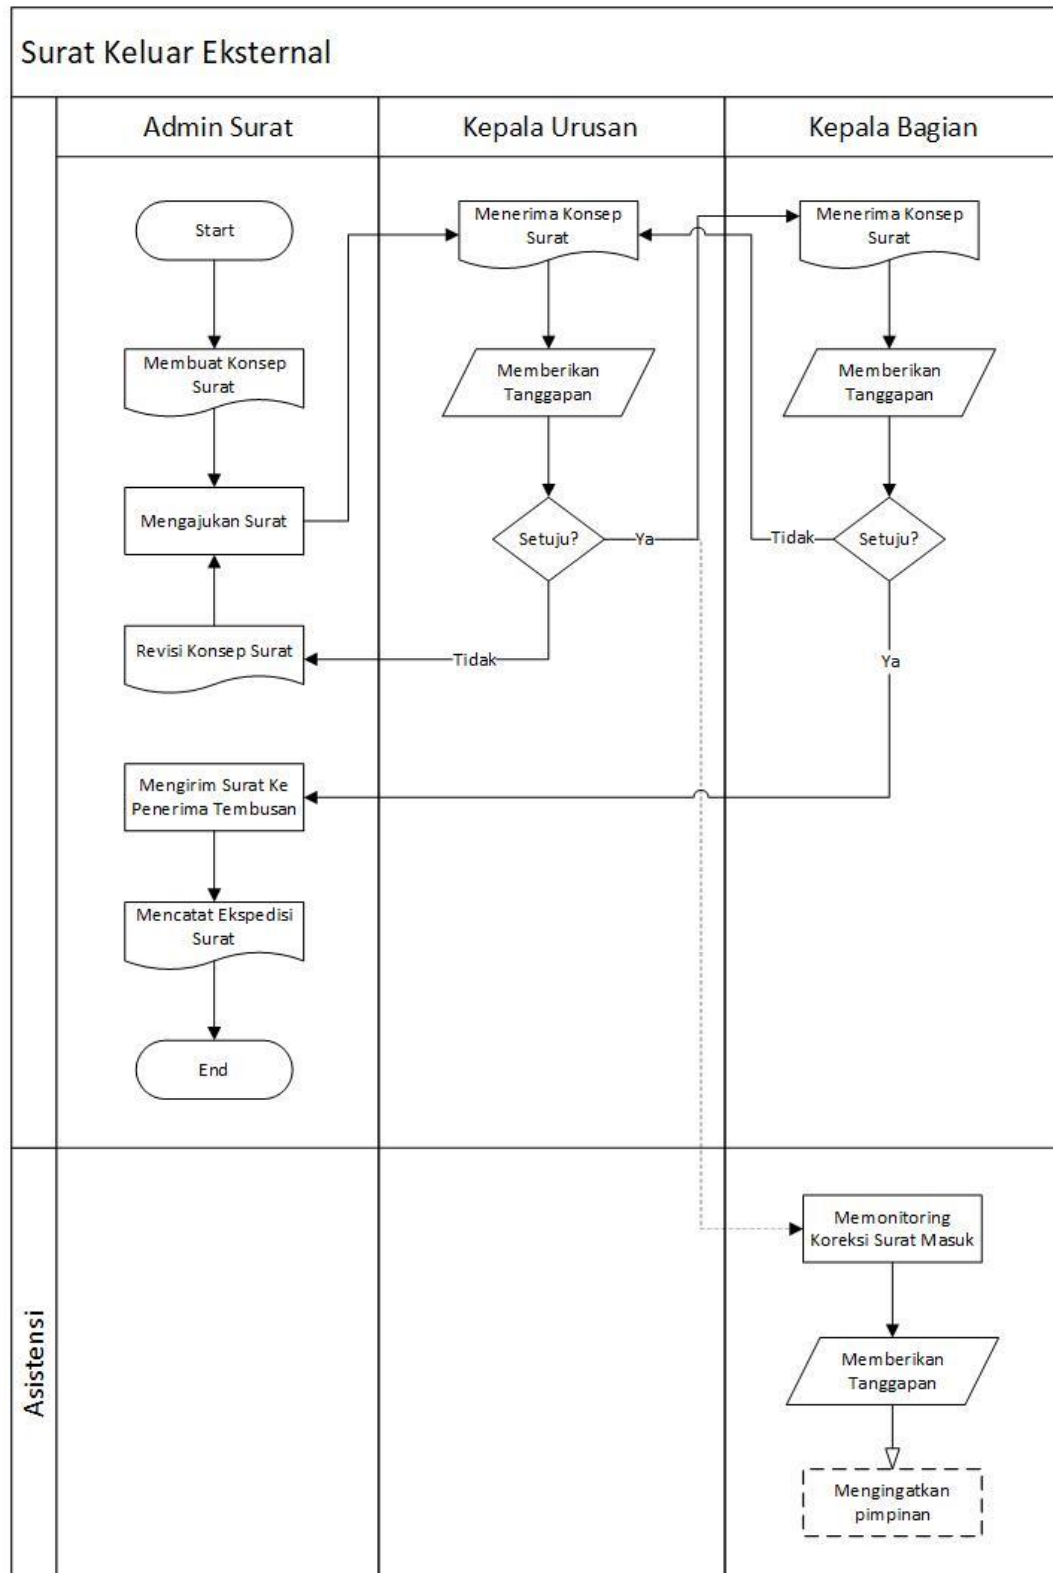 Surat Keluar Eksternal
Admin Surat
Kepala Urusan
Kepala Bagian
Start
Menerima Konsep
Surat
Menerima Konsep
Surat
Membuat Konsep
Surat
Memberikan
Tanggapan
Memberikan
Tanggapan
Mengajukan Surat
Setuju?
Ya
Tidak
Setuju?
Revisi Konsep Surat
Tidak
Ya
Mengirim Surat Ke
Penerima Tembusan
Mencatat Ekspedisi
Surat
End
Asistensi
Memonitoring
Koreksi Surat Masuk
Memberikan
Tanggapan
Mengingatkan
pimpinan